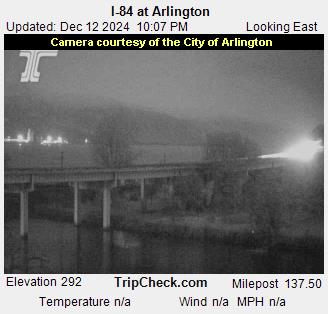 I-84 at Arlington
Updated: Dec 12 2024 10:07 PM Looking East
Camera courtesy of the City of Arlington
Elevation 292 TripCheck.com Milepost 137.50
Temperature n/a Wind n/a MPH n/a